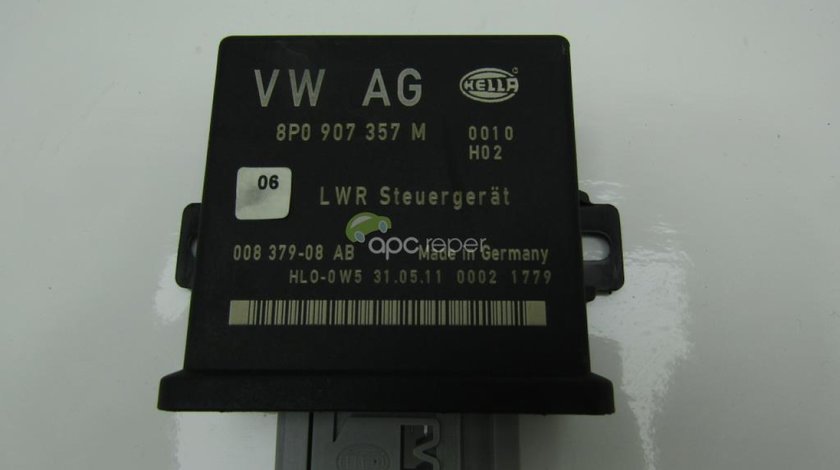 VW AG HELLA
8P0 907 357 M 0010
H02
06
LWR Steuergerät
apc.reper
008 379-08 AB Made in Germany
HLO-0W5 31.05.11 0002 1779